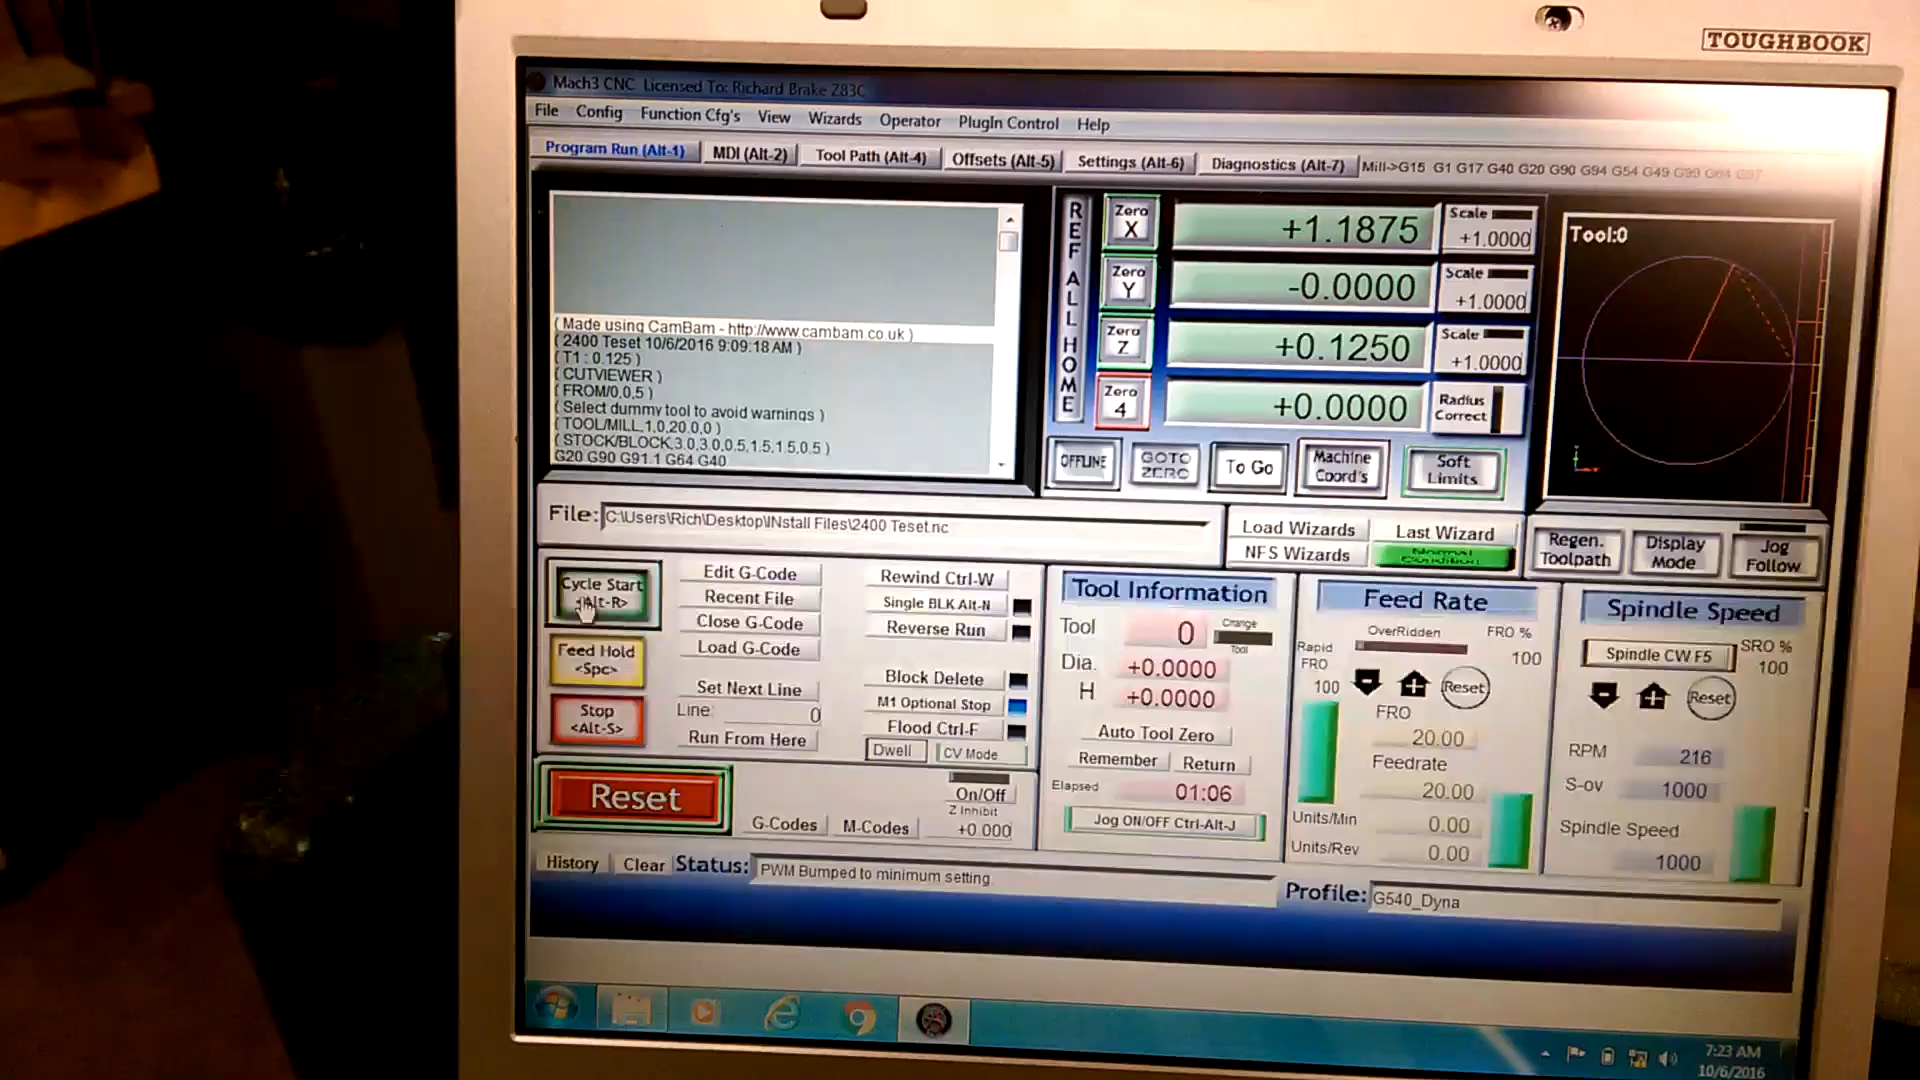 TOUGHBOOK
Mach3 CNC Licensed To: Richard Brake Z83C
File Config Function Cfg's View Wizards Operator PlugIn Control Help
Program Run (Alt-1) MDI (Alt-2) Tool Path (Alt-4) Offsets (Alt-5) Settings (Alt-6) Diagnostics (Alt-7) Mill->G15 G1 G17 G40 G20 G90 G94 G54 G49 G99 G64 G97
( Made using CamBam - http://www.cambam.co.uk )
( 2400 Teset 10/6/2016 9:09:18 AM )
( T1 : 0.125 )
( CUTVIEWER )
( FROM/0,0,5 )
( Select dummy tool to avoid warnings )
( TOOL/MILL,1,0,20.0,0 )
( STOCK/BLOCK,3.0,3.0,0.5,1.5,1.5,0.5 )
G20 G90 G91.1 G64 G40
REF ALL HOME
Zero X +1.1875 Scale +1.0000
Zero Y -0.0000 Scale +1.0000
Zero Z +0.1250 Scale +1.0000
Zero 4 +0.0000 Radius Correct
OFFLINE GOTO ZERO To Go Machine Coord's Soft Limits
Tool:0
File: C:\Users\Rich\Desktop\INstall Files\2400 Teset.nc
Load Wizards Last Wizard
NFS Wizards Normal Condition
Regen. Toolpath Display Mode Jog Follow
Cycle Start <Alt-R>
Feed Hold <Spc>
Stop <Alt-S>
Edit G-Code
Recent File
Close G-Code
Load G-Code
Set Next Line
Line: 0
Run From Here
Rewind Ctrl-W
Single BLK Alt-N
Reverse Run
Block Delete
M1 Optional Stop
Flood Ctrl-F
Dwell CV Mode
Reset
G-Codes M-Codes
On/Off
Z Inhibit
+0.000
Tool Information
Tool 0 Change Tool
Dia. +0.0000
H +0.0000
Auto Tool Zero
Remember Return
Elapsed 01:06
Jog ON/OFF Ctrl-Alt-J
Feed Rate
OverRidden FRO %
100
Rapid FRO
100
Reset
FRO
20.00
Feedrate
20.00
Units/Min 0.00
Units/Rev 0.00
Spindle Speed
Spindle CW F5 SRO %
100
Reset
RPM 216
S-ov 1000
Spindle Speed
1000
History Clear Status: PWM Bumped to minimum setting.
Profile: G540_Dyna
7:23 AM
10/6/2016